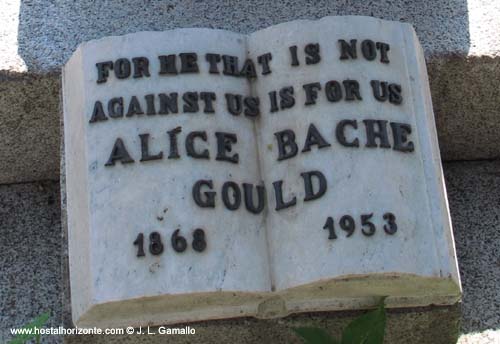 FOR HE THAT IS NOT
AGAINST US IS FOR US
ALICE BACHE
GOULD
1868 1953
www.hostalhorizonte.com © J. L. Gamallo